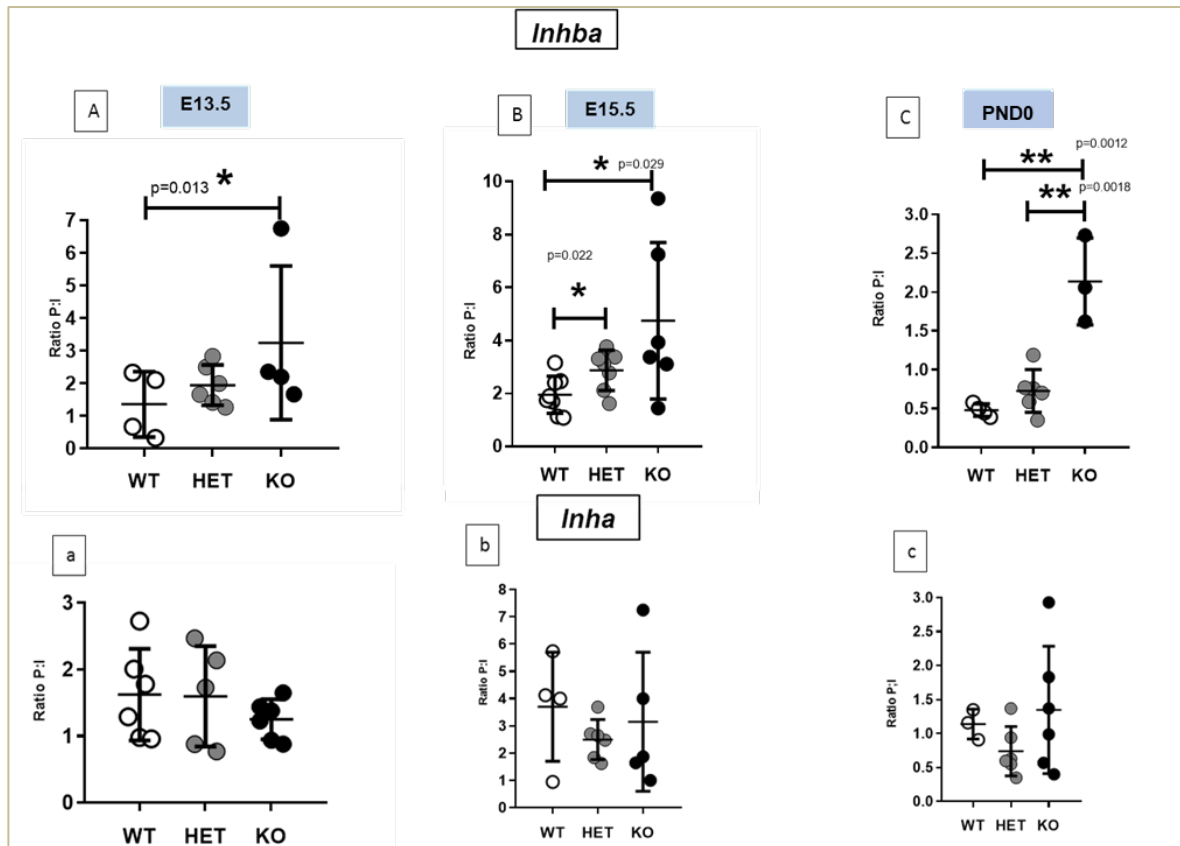 Inhba
A
E13.5
p=0.013
*
7
6
5
4
3
2
1
0
Ratio P:I
WT HET KO
B
E15.5
* p=0.029
p=0.022
*
10
8
6
4
2
0
Ratio P:I
WT HET KO
C
PND0
** p=0.0012
** p=0.0018
3.0
2.5
2.0
1.5
1.0
0.5
0.0
Ratio P:I
WT HET KO
Inha
a
3
2
1
0
Ratio P:I
WT HET KO
b
8
7
6
5
4
3
2
1
0
Ratio P:I
WT HET KO
c
3.0
2.5
2.0
1.5
1.0
0.5
0.0
Ratio P;I
WT HET KO